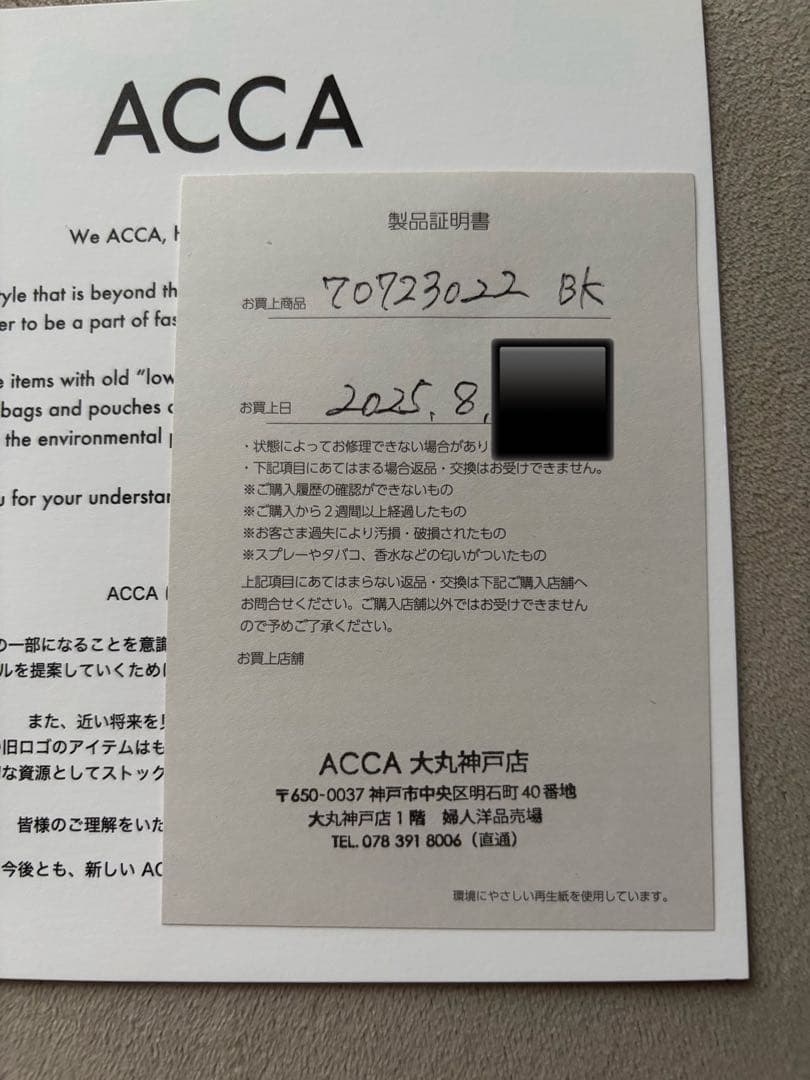 ACCA
We ACCA,
style that is beyond th
er to be a part of fas
e items with old “low
bags and pouches
the environmental
u for your understan
ACCA
の一部になることを意識
ルを提案していくために
また、近い将来を見
旧ロゴのアイテムはも
な資源としてストック
皆様のご理解をいた
今後とも、新しい AC
製品証明書
お買上商品 70723022 BK
お買上日 2025, 8,
・状態によってお修理できない場合があり
・下記項目にあてはまる場合返品・交換はお受けできません。
※ご購入履歴の確認ができないもの
※ご購入から２週間以上経過したもの
※お客さま過失により汚損・破損されたもの
※スプレーやタバコ、香水などの匂いがついたもの
上記項目にあてはまらない返品・交換は下記ご購入店舗へ
お問合せください。ご購入店舗以外ではお受けできません
ので予めご了承ください。
お買上店舗
ACCA 大丸神戸店
〒650-0037 神戸市中央区明石町40番地
大丸神戸店１階　婦人洋品売場
TEL. 078 391 8006（直通）
環境にやさしい再生紙を使用しています。